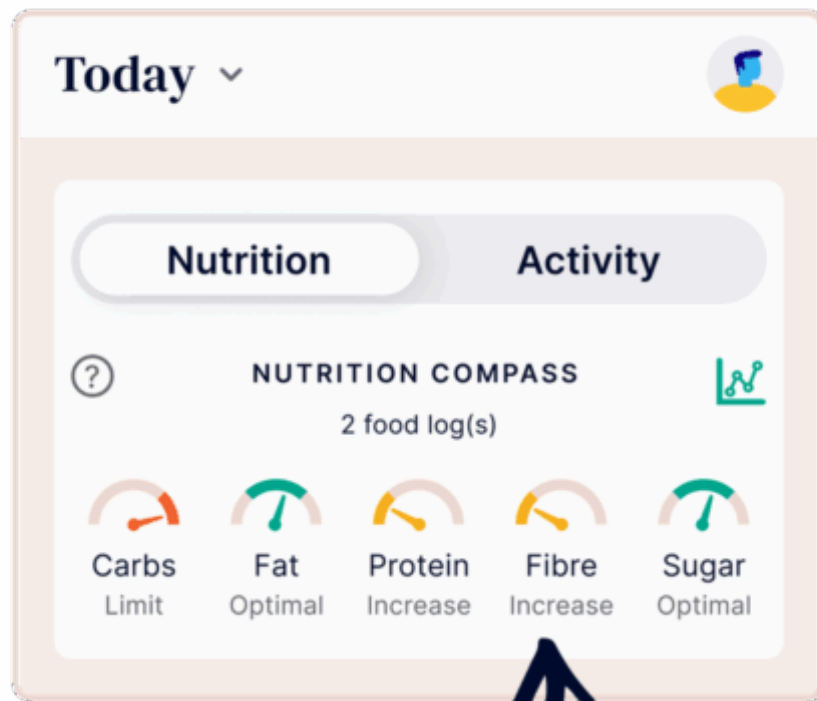 Today
Nutrition Activity
?
NUTRITION COMPASS
2 food log(s)
Carbs Fat Protein Fibre Sugar
Limit Optimal Increase Increase Optimal